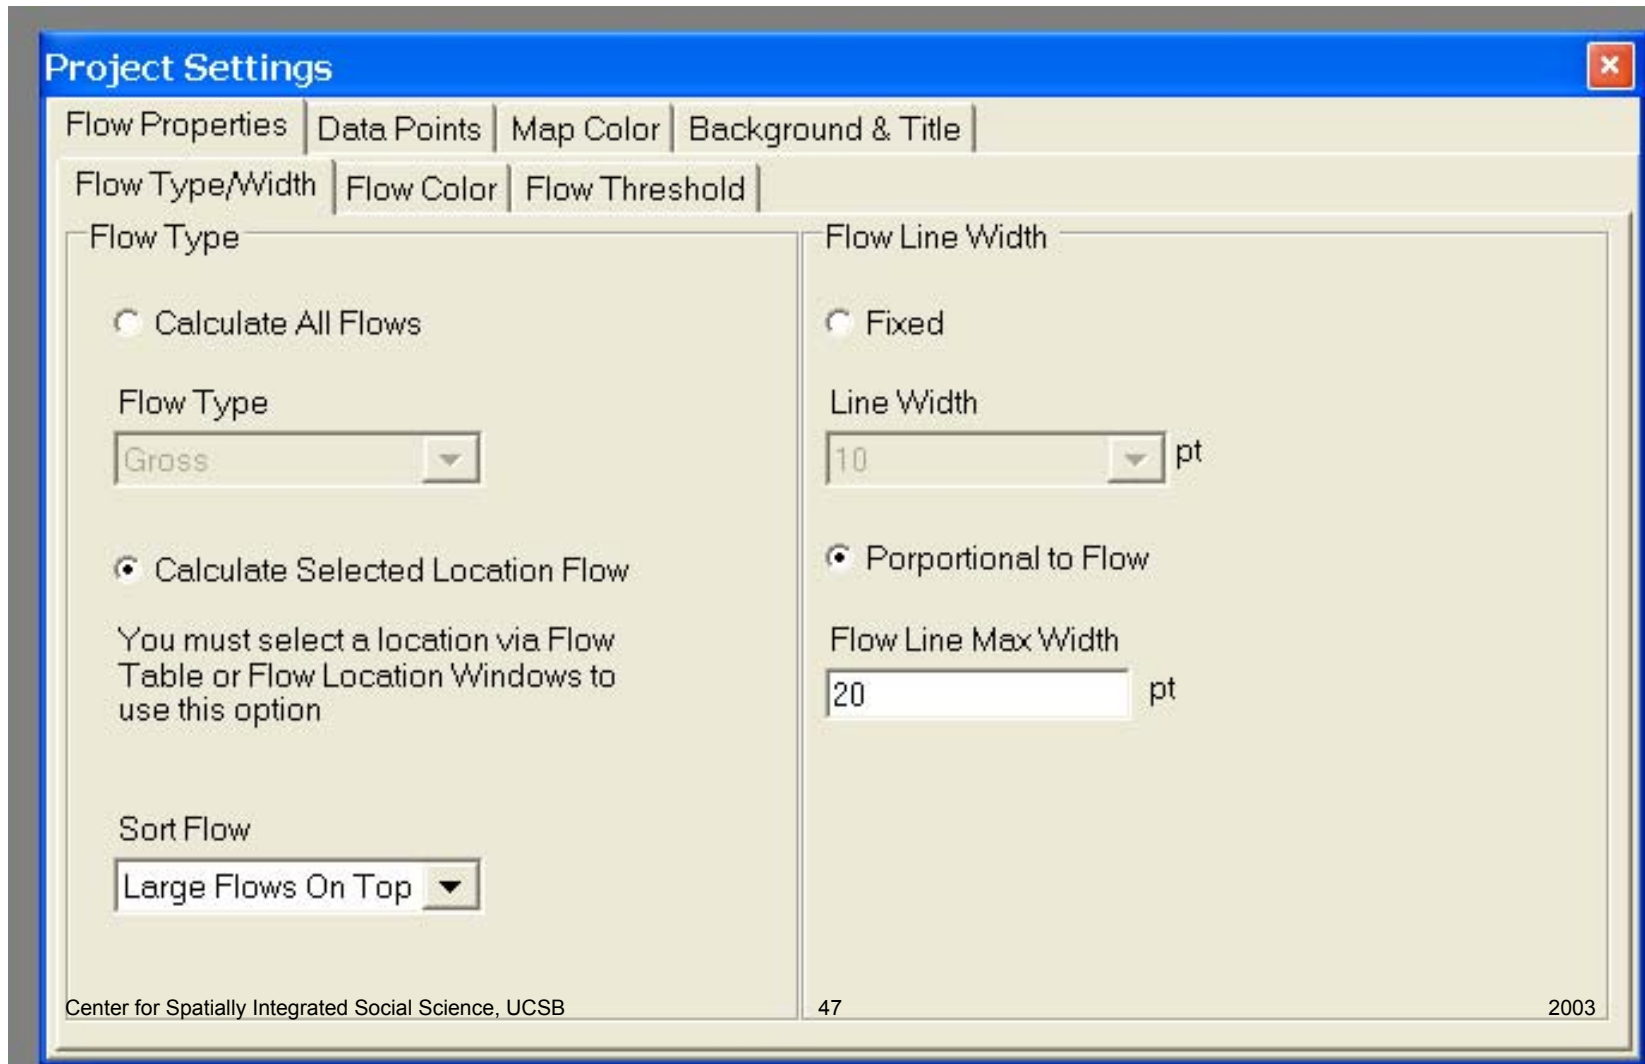 Project Settings
Flow Properties Data Points Map Color Background & Title
Flow Type/Width Flow Color Flow Threshold
Flow Type
Calculate All Flows
Flow Type
Gross
Calculate Selected Location Flow
You must select a location via Flow
Table or Flow Location Windows to
use this option
Sort Flow
Large Flows On Top
Flow Line Width
Fixed
Line Width
10 pt
Porportional to Flow
Flow Line Max Width
20 pt
Center for Spatially Integrated Social Science, UCSB 47 2003